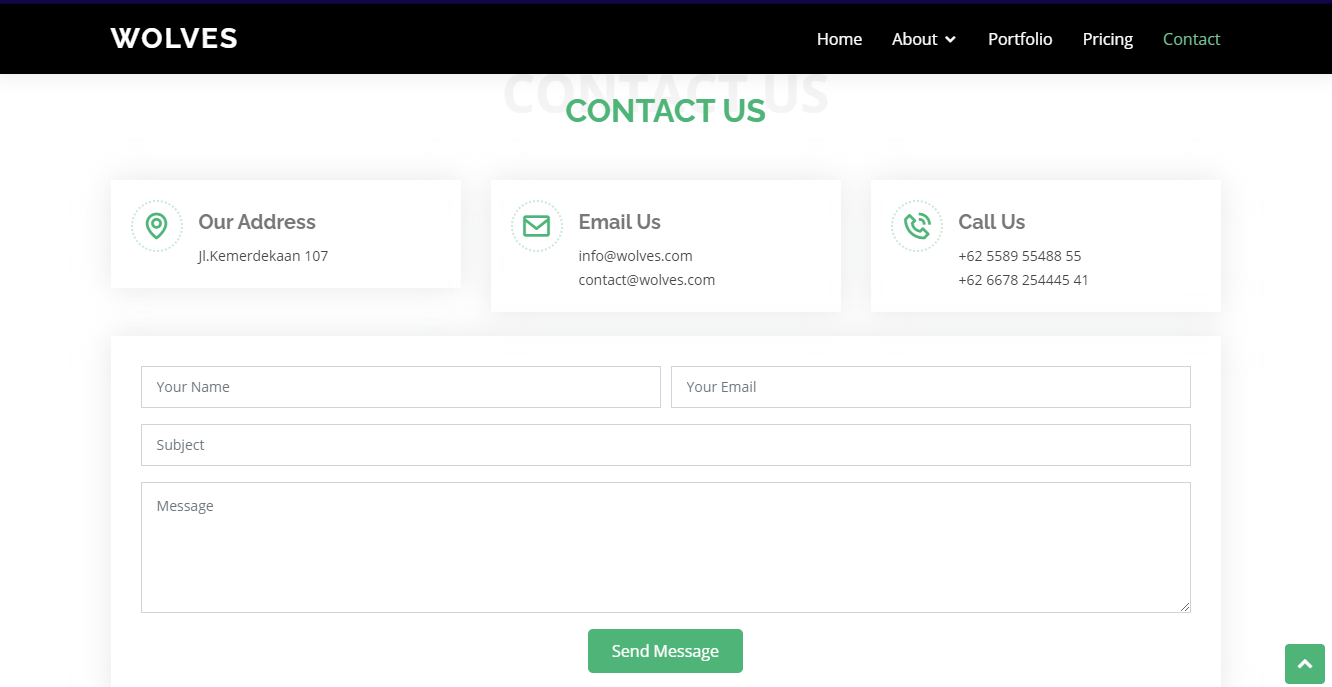 WOLVES
Home About Portfolio Pricing Contact
CONTACT US
CONTACT US
Our Address
Jl.Kemerdekaan 107
Email Us
info@wolves.com
contact@wolves.com
Call Us
+62 5589 55488 55
+62 6678 254445 41
Your Name
Your Email
Subject
Message
Send Message